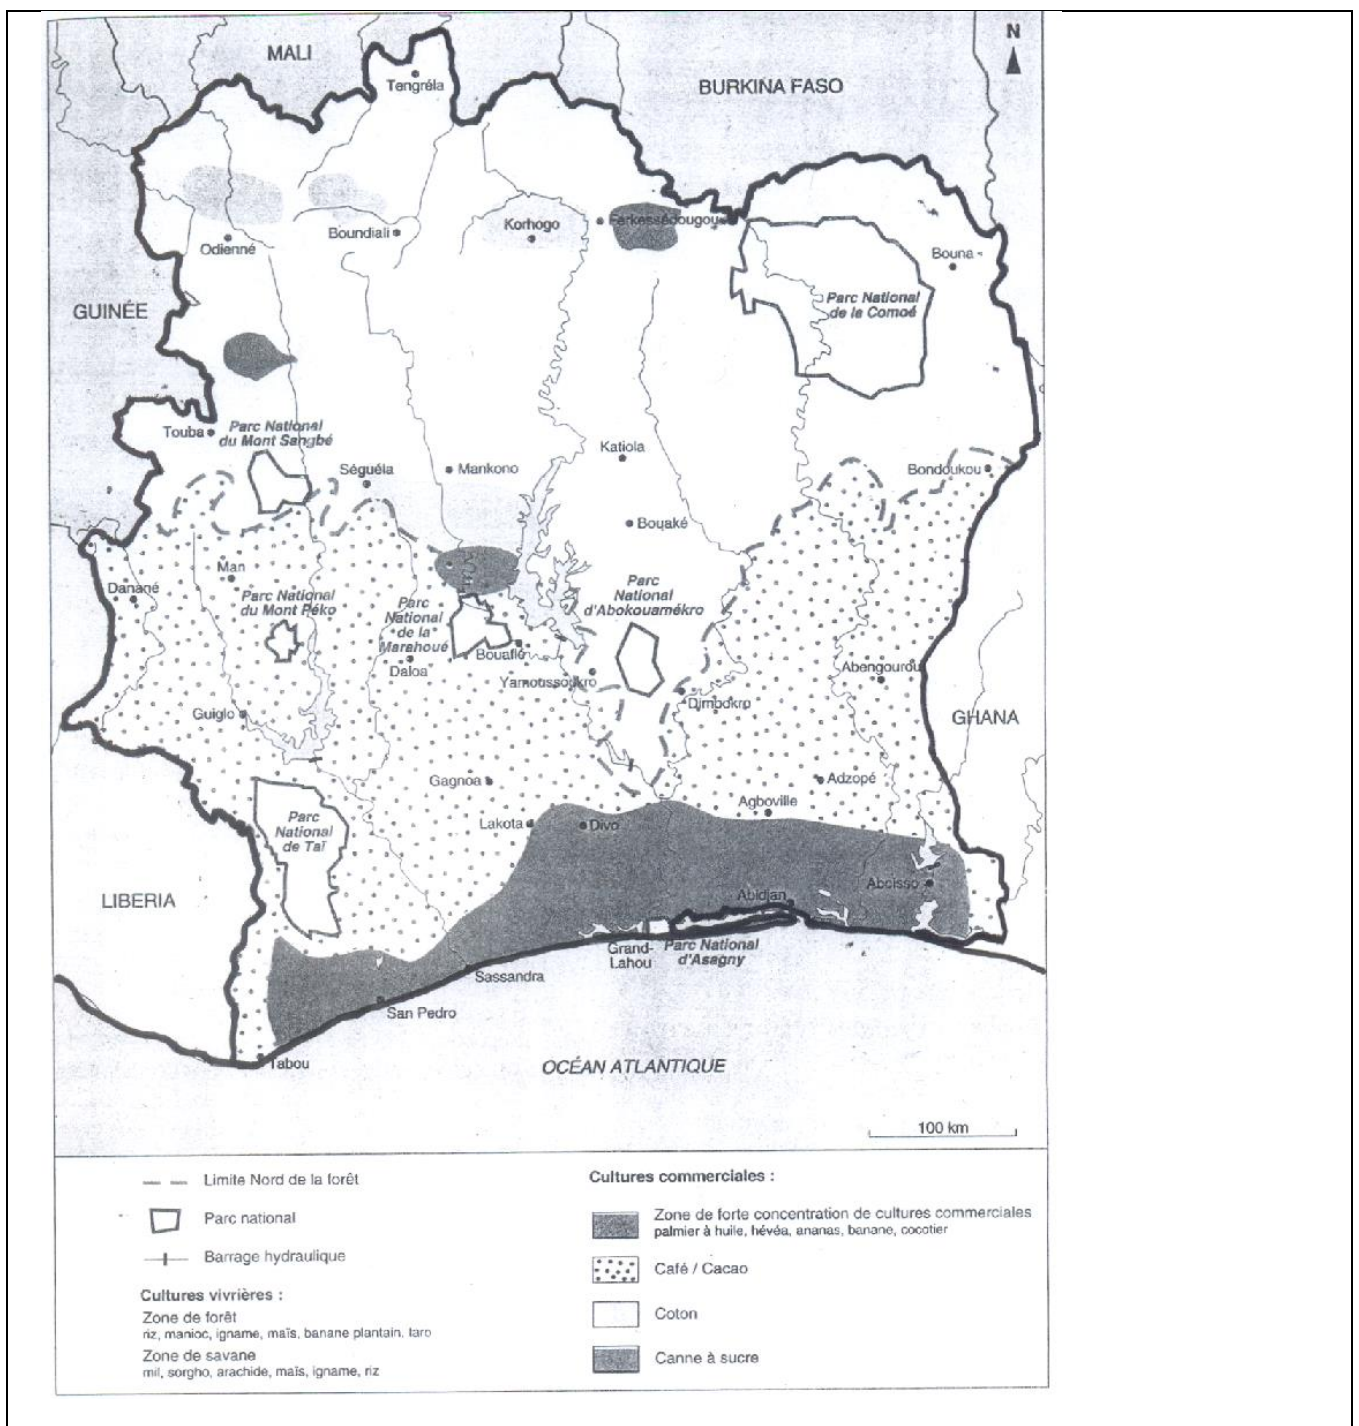 N
MALI
BURKINA FASO
Tengréla
Ferkessédougou
Korhogo
Boundiali
Odienné
Bouna
GUINÉE
Parc National
de la Comoé
Touba
Parc National
du Mont Sangbé
Katiola
Séguéla
Mankono
Bondoukou
Bouaké
Man
Danané
Parc National
du Mont Péko
Parc
National
de la
Marahoué
Parc
National
d'Abokouamékro
Bouaflé
Daloa
Yamoussoukro
Abengourou
Dimbokro
Guiglo
GHANA
Gagnoa
Adzopé
Agboville
Parc
National
de Taï
Lakota
Divo
LIBERIA
Abidjan
Aboisso
Grand-
Lahou
Parc National
d'Asagny
Sassandra
San Pedro
Tabou
OCÉAN ATLANTIQUE
100 km
Limite Nord de la forêt
Parc national
Barrage hydraulique
Cultures vivrières :
Zone de forêt
riz, manioc, igname, maïs, banane plantain, taro
Zone de savane
mil, sorgho, arachide, maïs, igname, riz
Cultures commerciales :
Zone de forte concentration de cultures commerciales
palmier à huile, hévéa, ananas, banane, cocotier
Café / Cacao
Coton
Canne à sucre